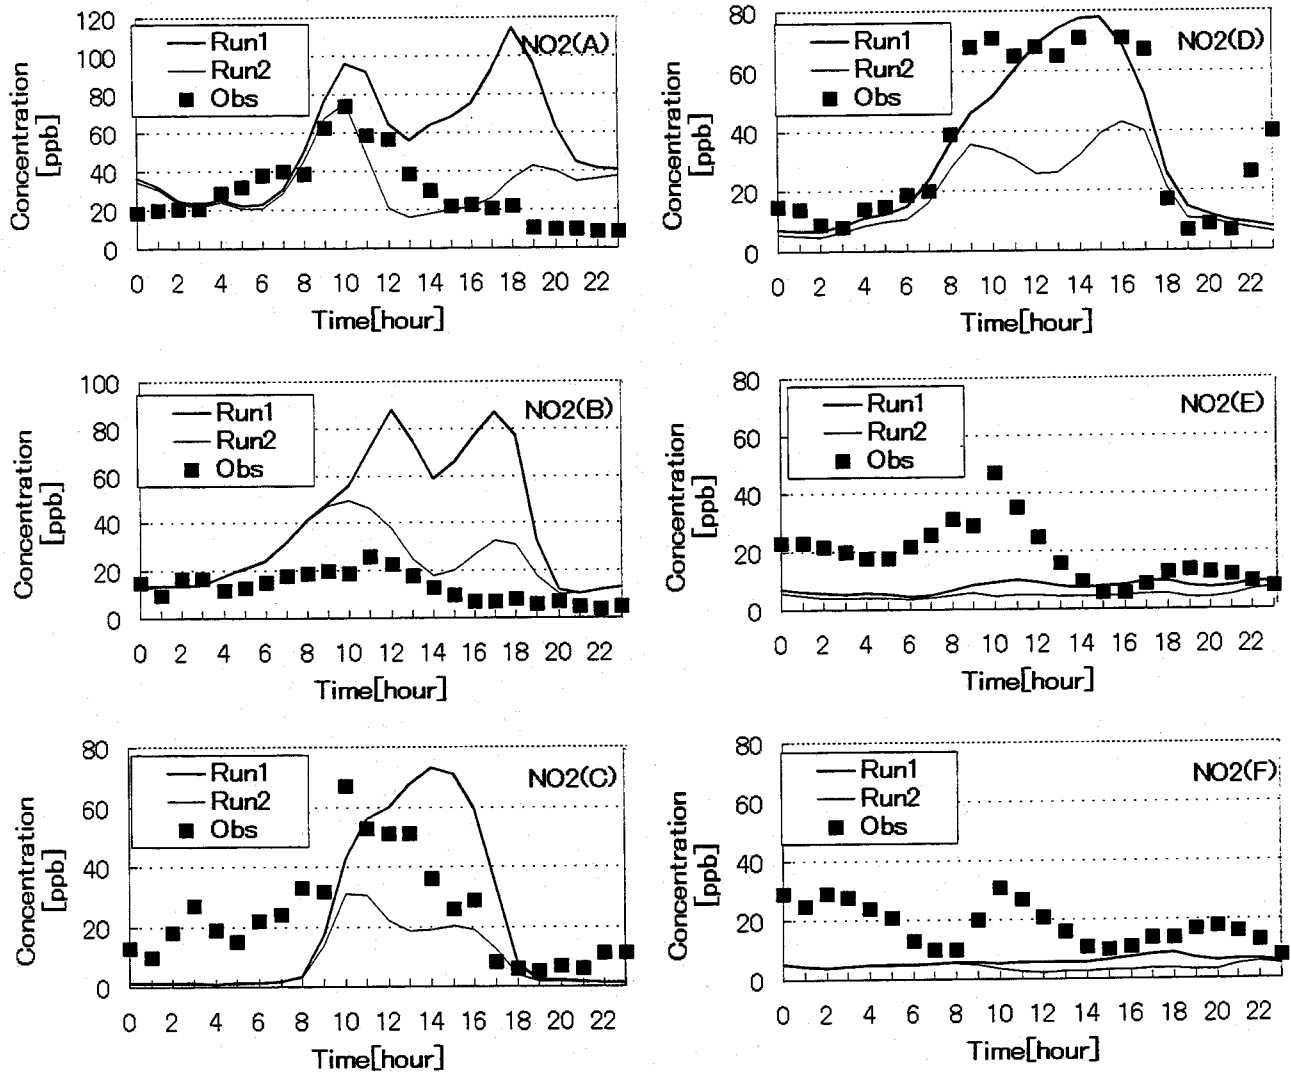 120
100
80
60
40
20
0
Concentration
[ppb]
Run1
Run2
Obs
NO2(A)
0 2 4 6 8 10 12 14 16 18 20 22
Time[hour]
80
60
40
20
0
Concentration
[ppb]
Run1
Run2
Obs
NO2(D)
0 2 4 6 8 10 12 14 16 18 20 22
Time[hour]
100
80
60
40
20
0
Concentration
[ppb]
Run1
Run2
Obs
NO2(B)
0 2 4 6 8 10 12 14 16 18 20 22
Time[hour]
80
60
40
20
0
Concentration
[ppb]
Run1
Run2
Obs
NO2(E)
0 2 4 6 8 10 12 14 16 18 20 22
Time[hour]
80
60
40
20
0
Concentration
[ppb]
Run1
Run2
Obs
NO2(C)
0 2 4 6 8 10 12 14 16 18 20 22
Time[hour]
80
60
40
20
0
Concentration
[ppb]
Run1
Run2
Obs
NO2(F)
0 2 4 6 8 10 12 14 16 18 20 22
Time[hour]